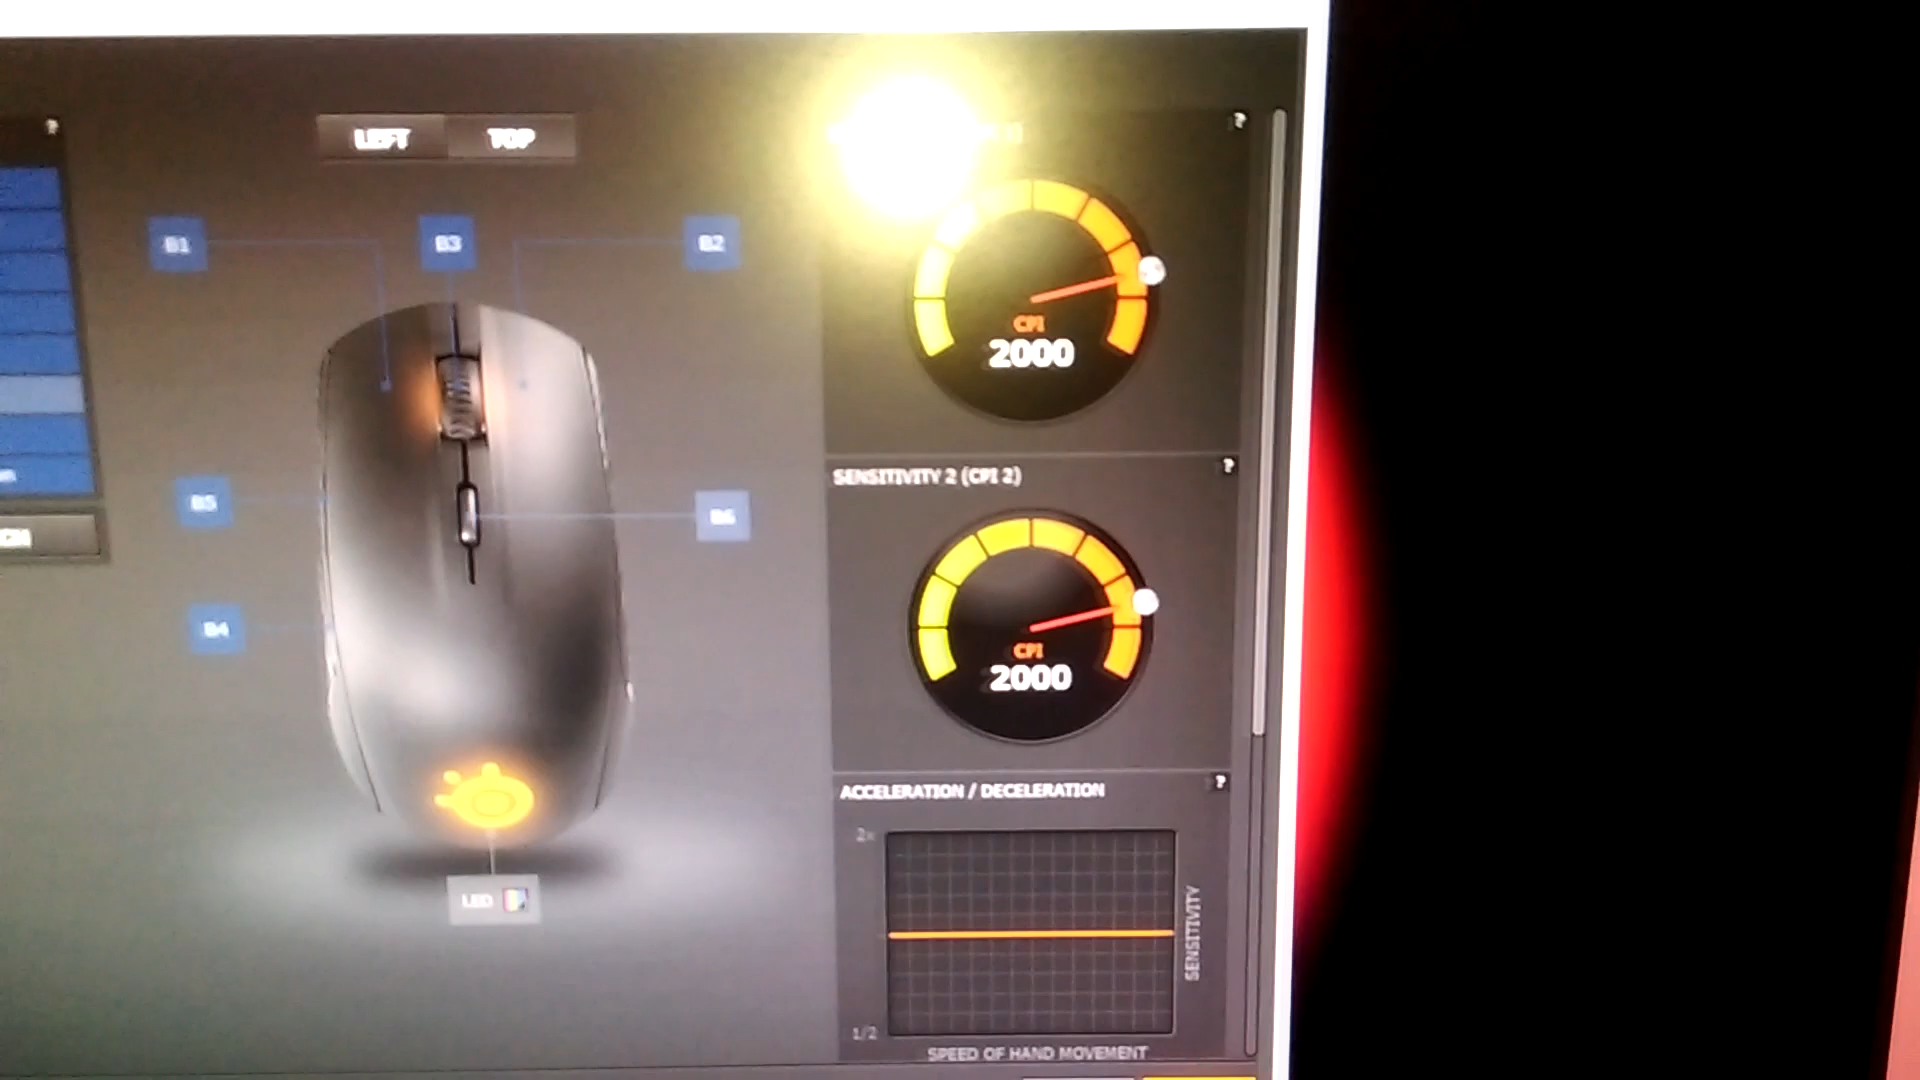 ?
LEFT
TOP
?
B1
B3
B2
CPI
2000
SENSITIVITY 2 (CPI 2)
?
B5
B6
B4
CPI
2000
ACCELERATION / DECELERATION
?
2x
SENSITIVITY
1/2
SPEED OF HAND MOVEMENT
LED